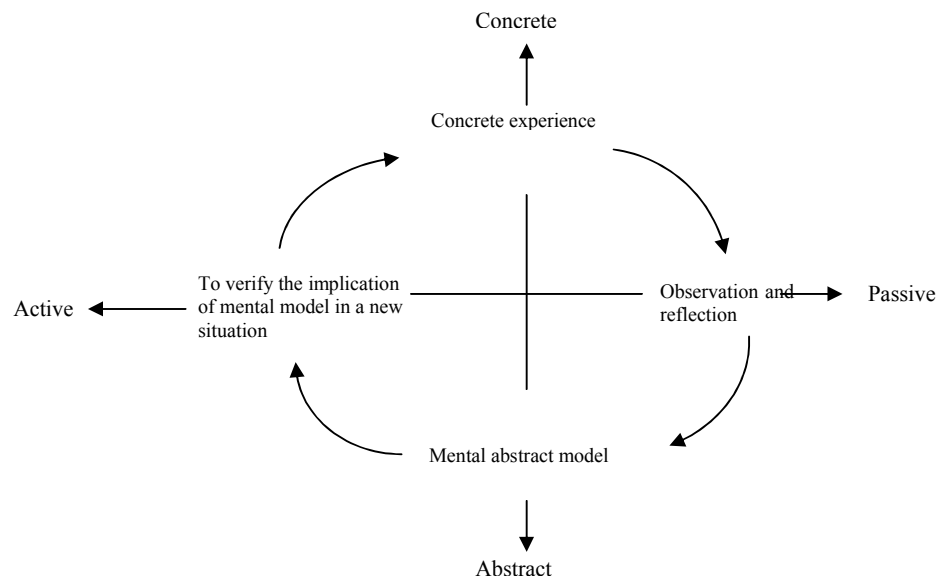 Concrete
Concrete experience
To verify the implication
of mental model in a new
situation
Active
Observation and
reflection
Passive
Mental abstract model
Abstract